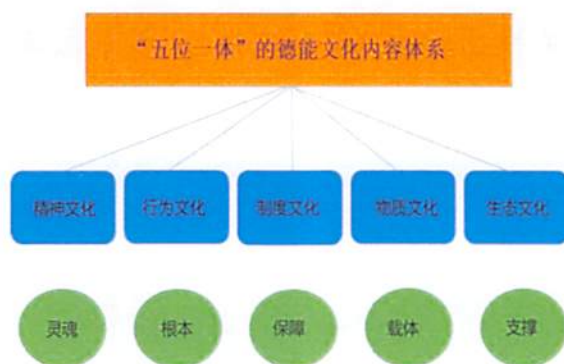 “五位一体”的德能文化内容体系
精神文化 行为文化 制度文化 物质文化 生态文化
灵魂 根本 保障 载体 支撑